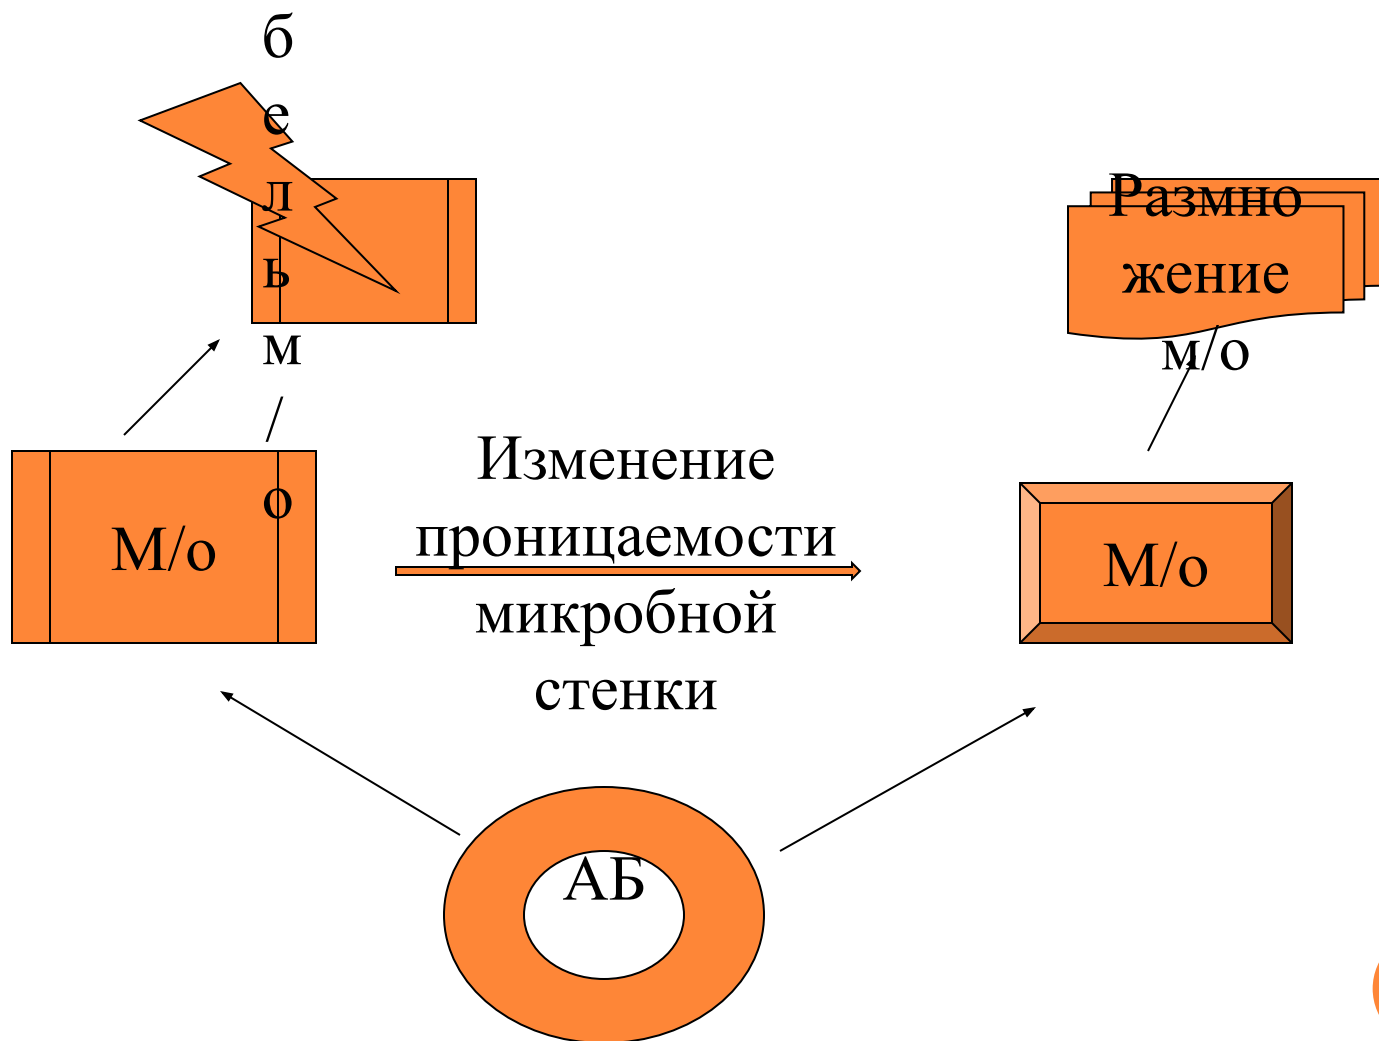 б
е
л
ь
м
/
о
Размно
жение
м/о
М/о
Изменение
проницаемости
микробной
стенки
М/о
АБ